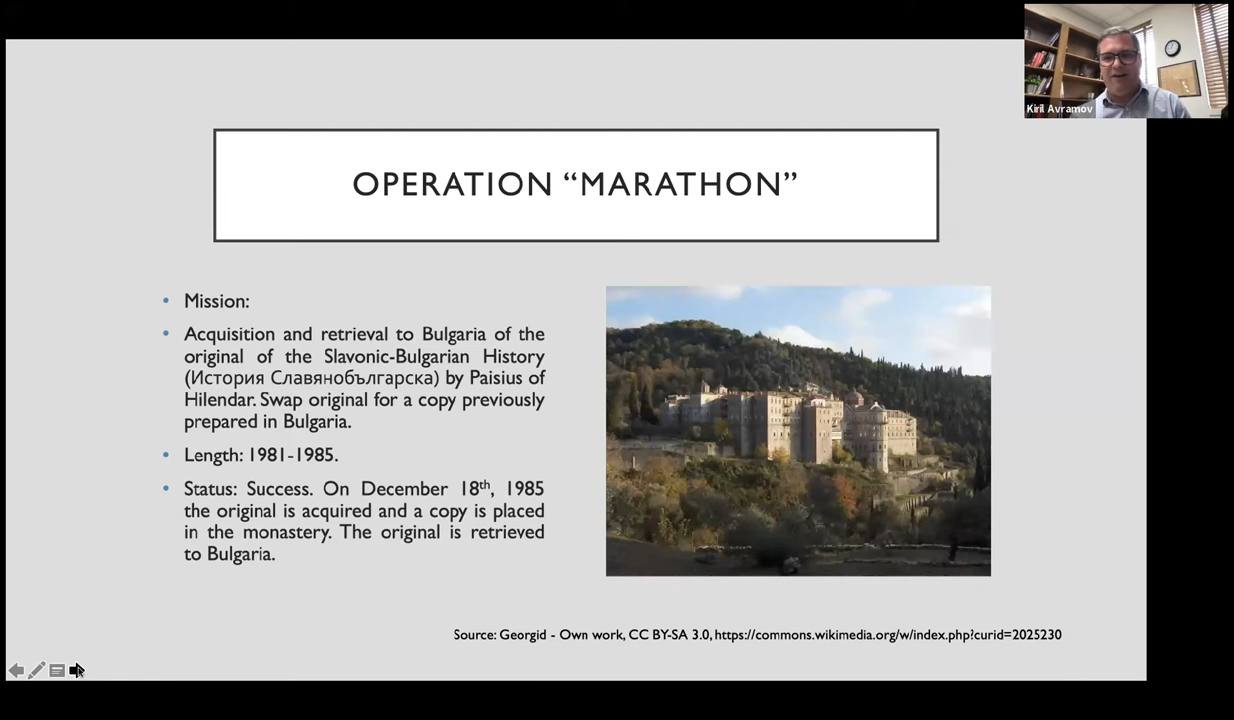 Kiril Avramov
OPERATION “MARATHON”
• Mission:
• Acquisition and retrieval to Bulgaria of the
original of the Slavonic-Bulgarian History
(История Славянобългарска) by Paisius of
Hilendar. Swap original for a copy previously
prepared in Bulgaria.
• Length: 1981-1985.
• Status: Success. On December 18th, 1985
the original is acquired and a copy is placed
in the monastery. The original is retrieved
to Bulgaria.
Source: Georgid - Own work, CC BY-SA 3.0, https://commons.wikimedia.org/w/index.php?curid=2025230